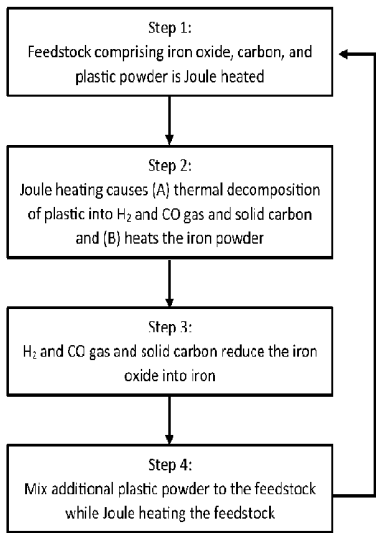 Step 1:
Feedstock comprising iron oxide, carbon, and
plastic powder is Joule heated
Step 2:
Joule heating causes (A) thermal decomposition
of plastic into H₂ and CO gas and solid carbon
and (B) heats the iron powder
Step 3:
H₂ and CO gas and solid carbon reduce the iron
oxide into iron
Step 4:
Mix additional plastic powder to the feedstock
while Joule heating the feedstock